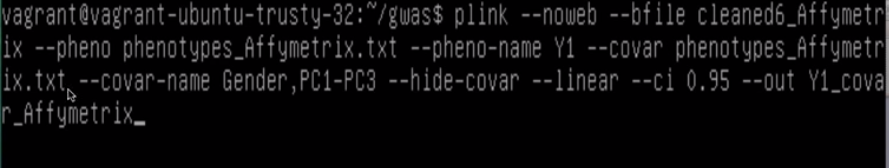 vagrant@vagrant-ubuntu-trusty-32:~/gwas$ plink --noweb --bfile cleaned6_Affymetr
ix --pheno phenotypes_Affymetrix.txt --pheno-name Y1 --covar phenotypes_Affymetr
ix.txt --covar-name Gender,PC1-PC3 --hide-covar --linear --ci 0.95 --out Y1_cova
r_Affymetrix_